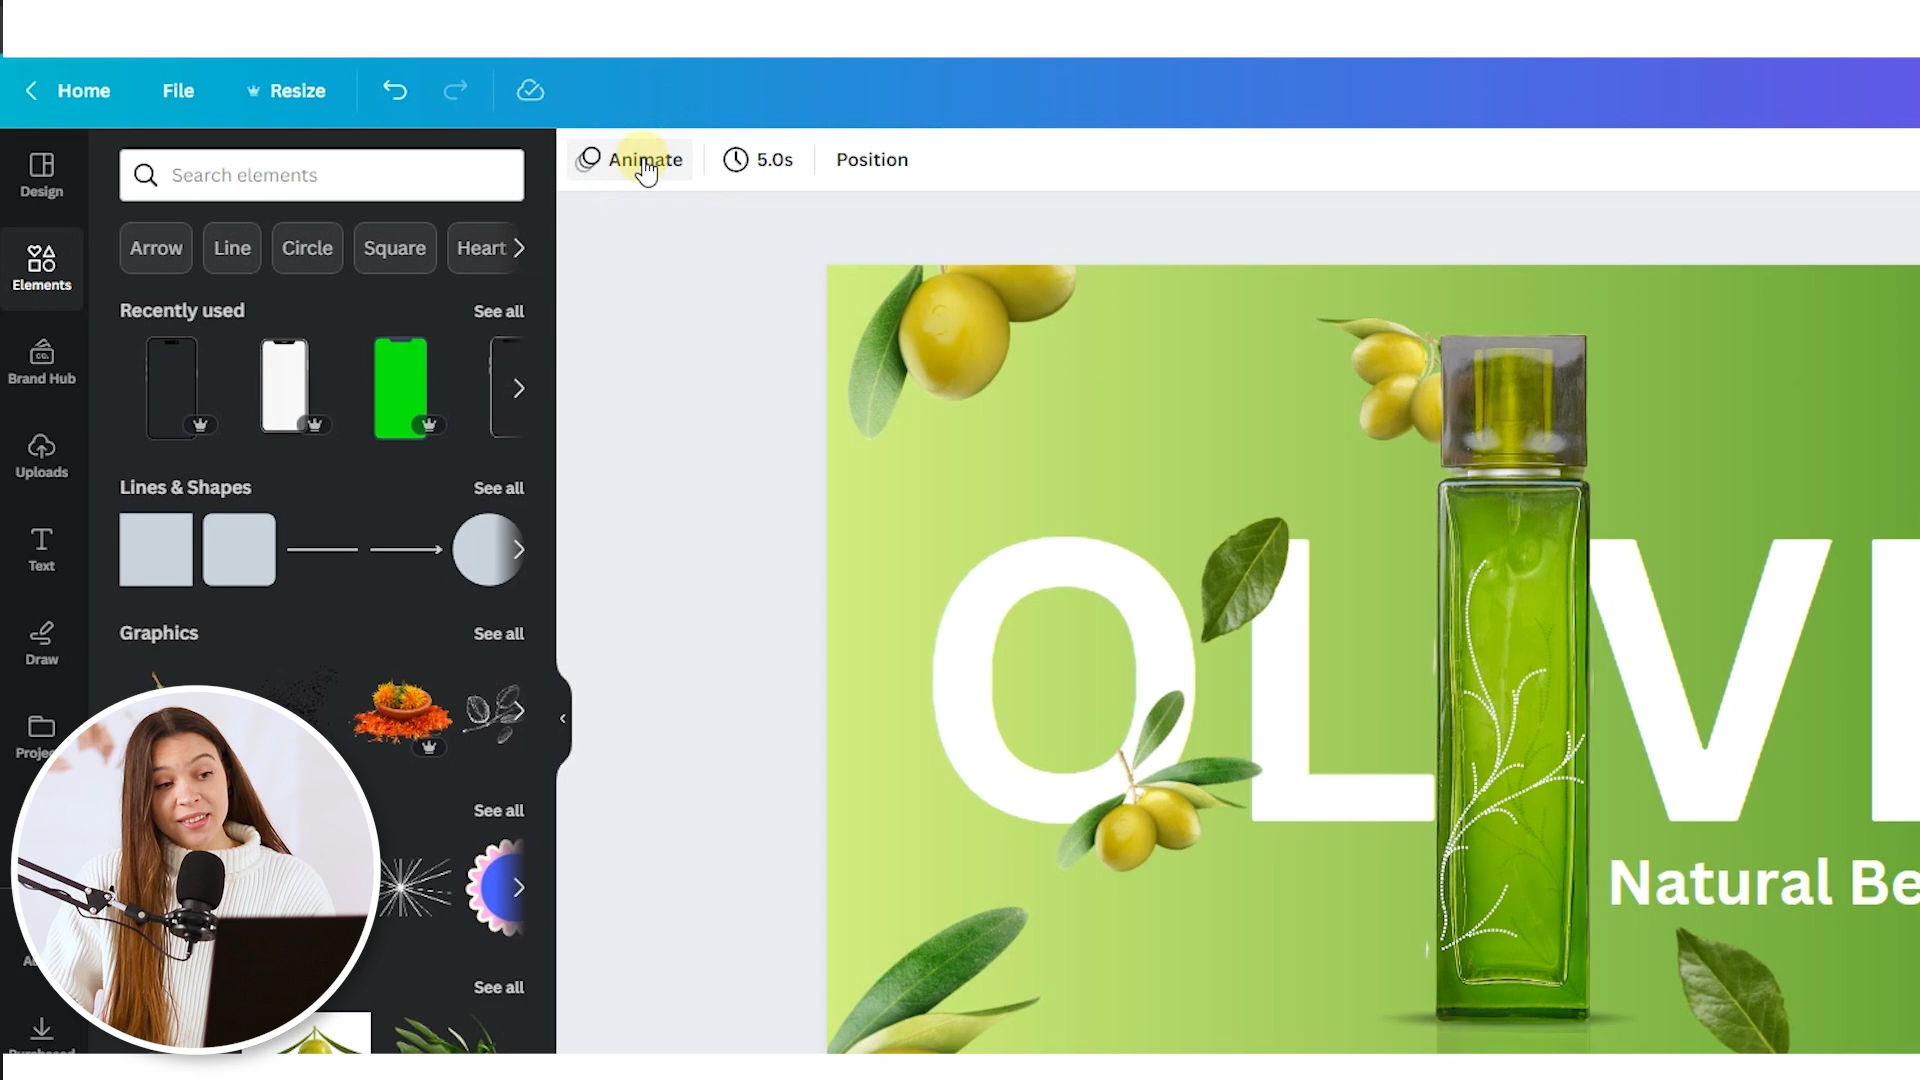 Home File Resize
Animate 5.0s Position
Search elements
Design
Arrow Line Circle Square Heart
Elements
Recently used See all
CO.
Brand Hub
Uploads
Lines & Shapes See all
Text
Graphics See all
Draw
See all
See all
OLIV
Natural Be